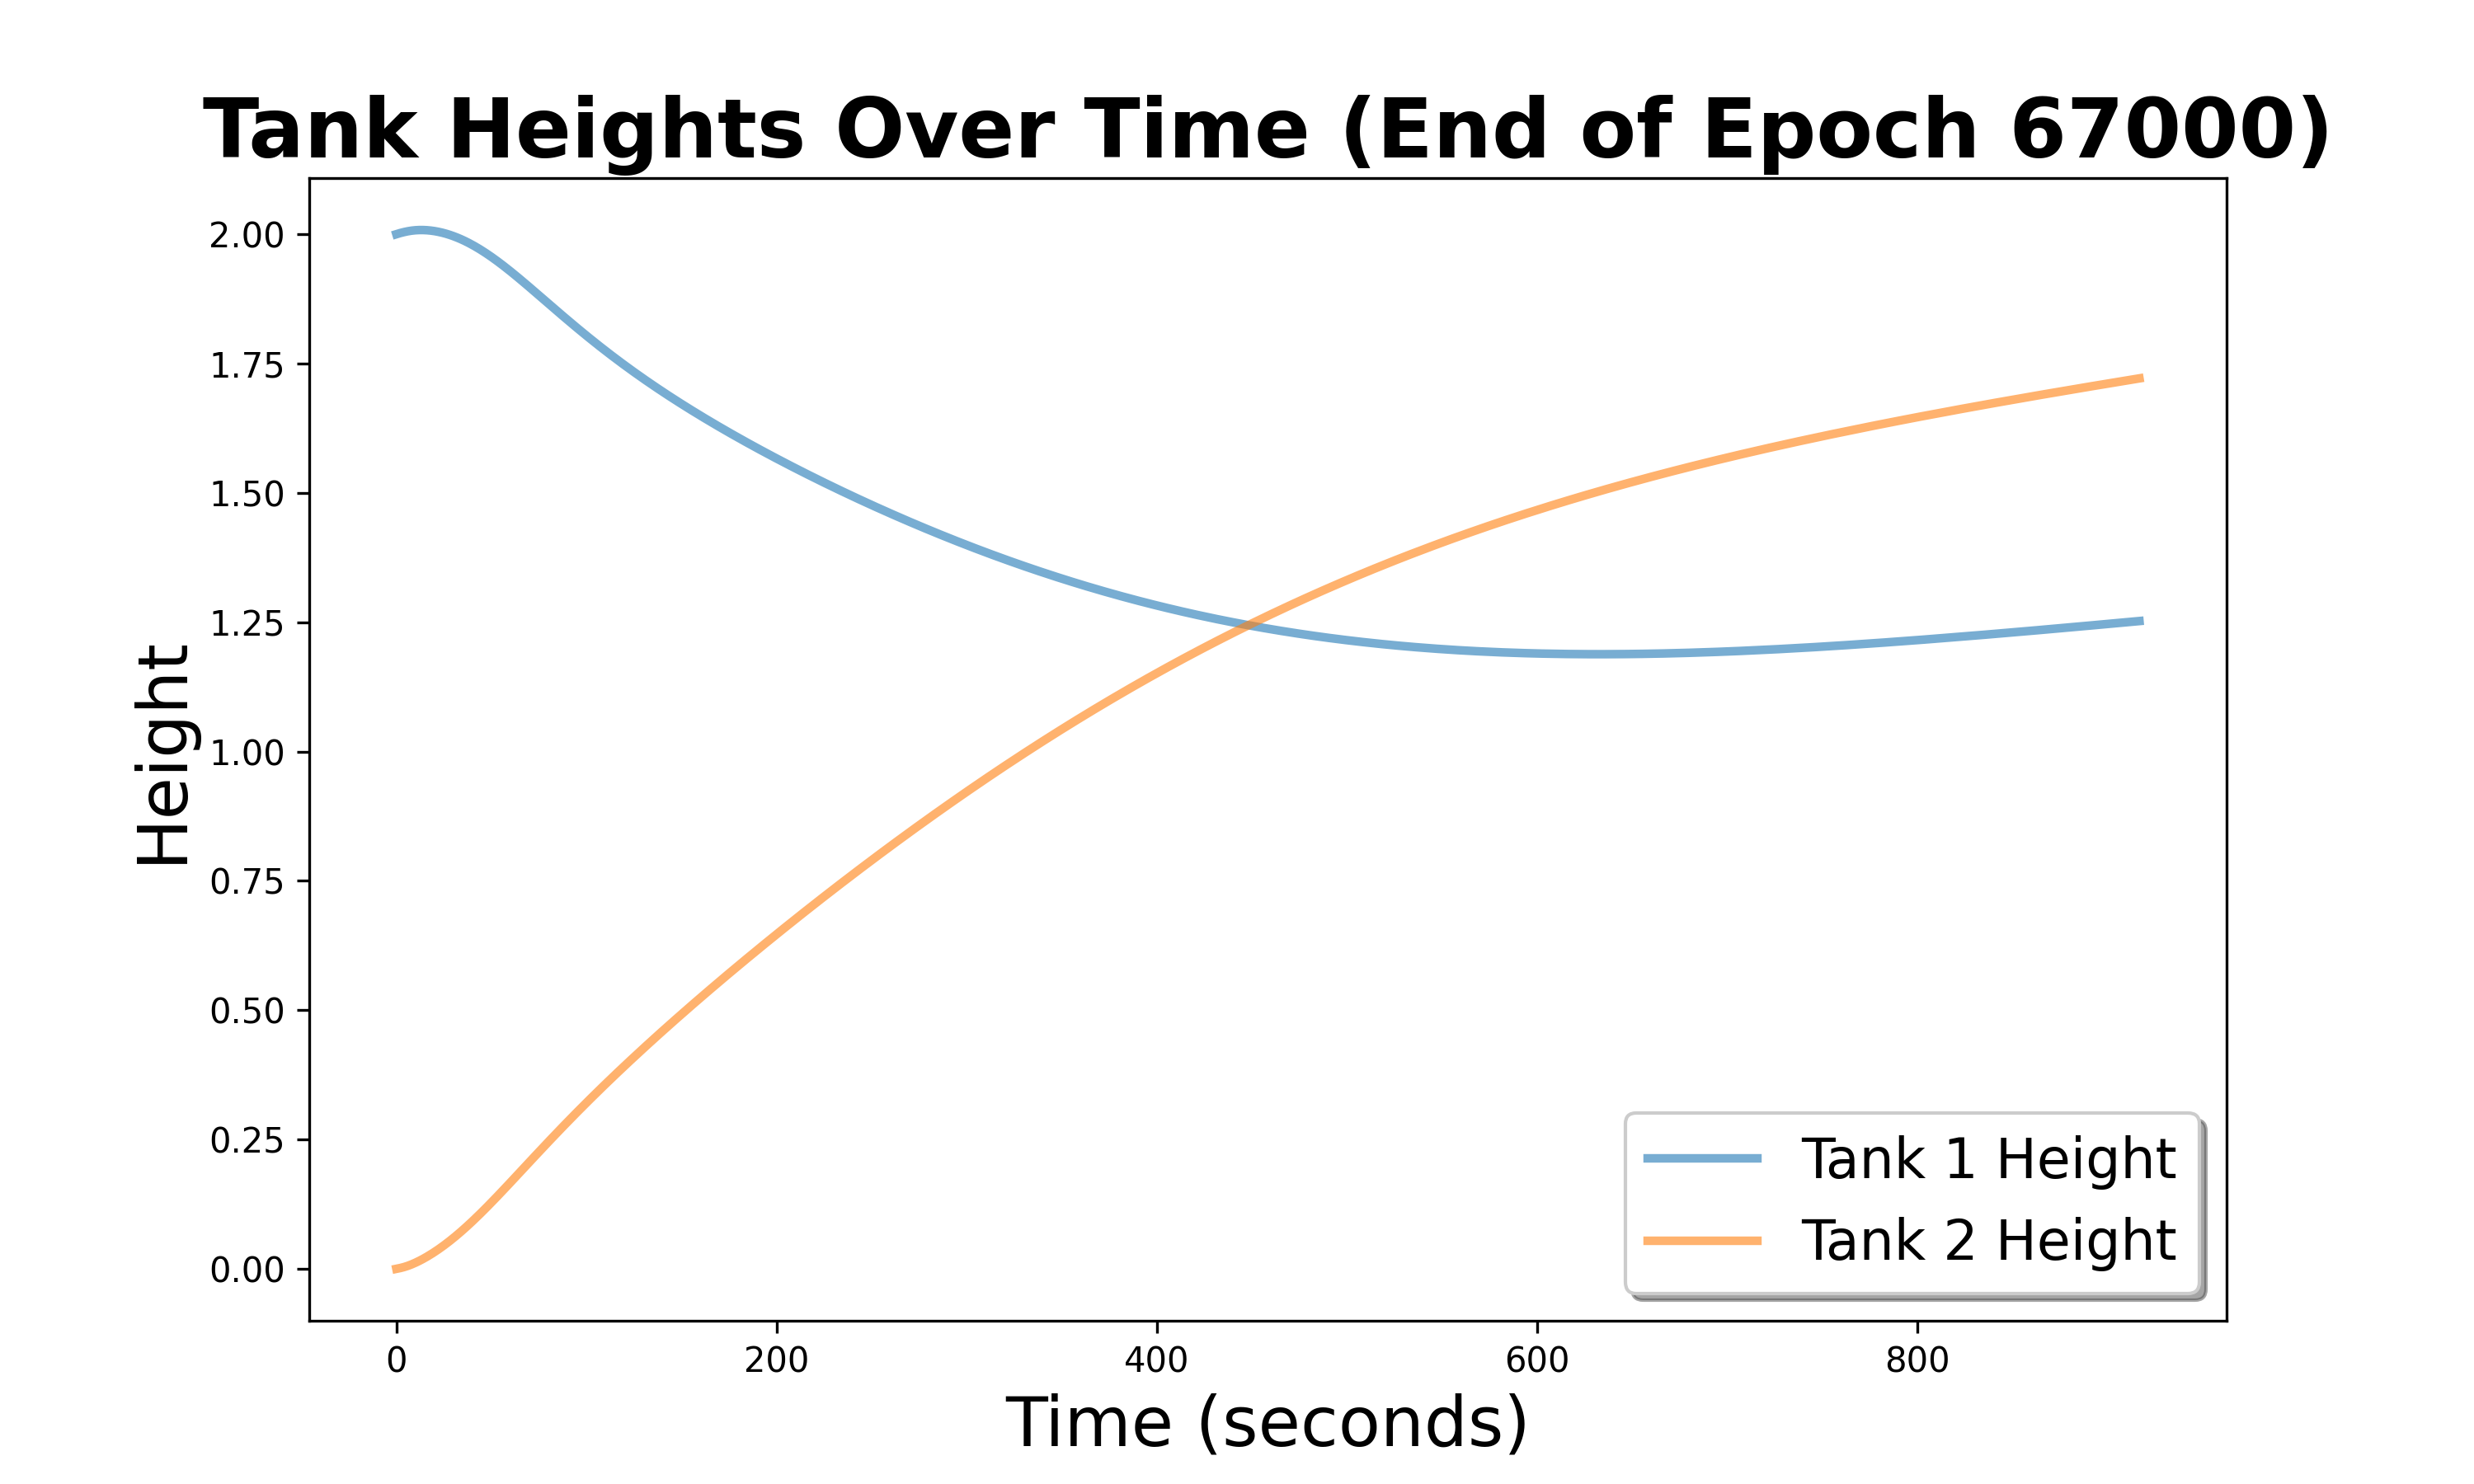 Tank Heights Over Time (End of Epoch 67000)
Height
2.00
1.75
1.50
1.25
1.00
0.75
0.50
0.25
0.00
0 200 400 600 800
Time (seconds)
Tank 1 Height
Tank 2 Height